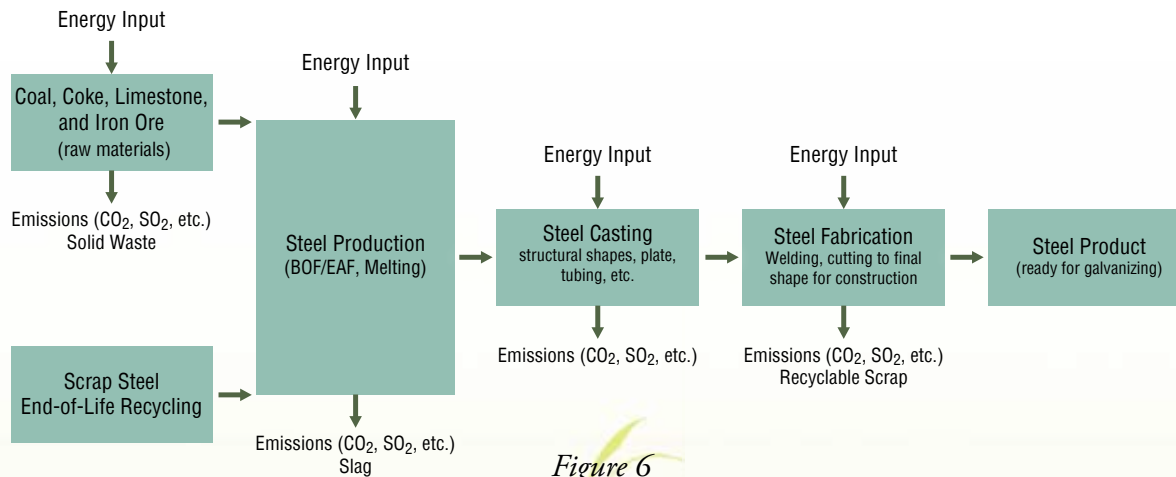 Energy Input
Coal, Coke, Limestone,
and Iron Ore
(raw materials)
Emissions (CO₂, SO₂, etc.)
Solid Waste
Scrap Steel
End-of-Life Recycling
Energy Input
Steel Production
(BOF/EAF, Melting)
Emissions (CO₂, SO₂, etc.)
Slag
Energy Input
Steel Casting
structural shapes, plate,
tubing, etc.
Emissions (CO₂, SO₂, etc.)
Energy Input
Steel Fabrication
Welding, cutting to final
shape for construction
Emissions (CO₂, SO₂, etc.)
Recyclable Scrap
Steel Product
(ready for galvanizing)
Figure 6